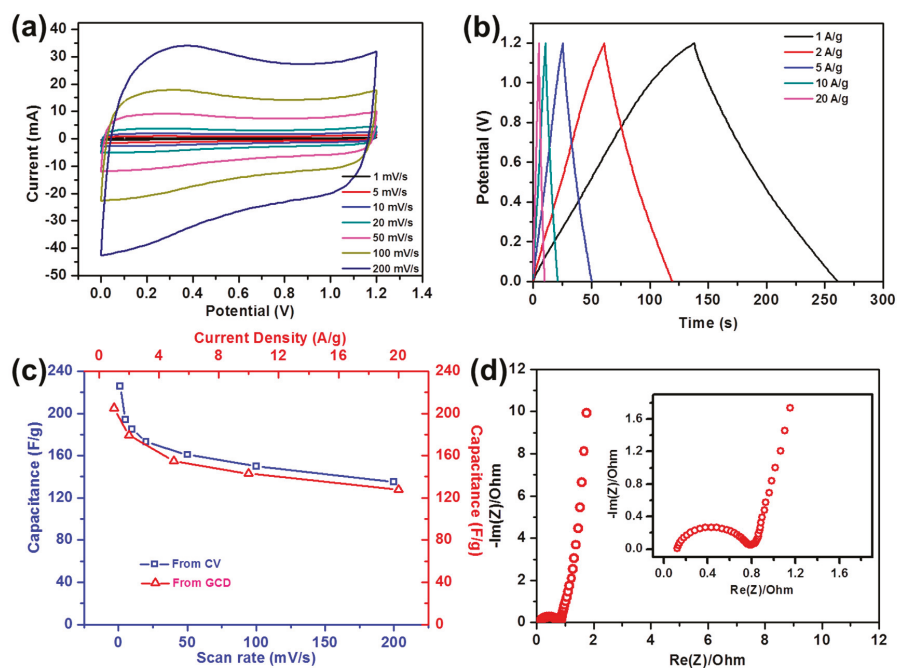 (a)
40
30
20
10
0
-10
-20
-30
-40
-50
Current (mA)
1 mV/s
5 mV/s
10 mV/s
20 mV/s
50 mV/s
100 mV/s
200 mV/s
0.0 0.2 0.4 0.6 0.8 1.0 1.2 1.4
Potential (V)
(b)
1.2
1.0
0.8
0.6
0.4
0.2
0.0
Potential (V)
1 A/g
2 A/g
5 A/g
10 A/g
20 A/g
0 50 100 150 200 250 300
Time (s)
(c)
Current Density (A/g)
0 4 8 12 16 20
240
200
160
120
80
40
0
Capacitance (F/g)
From CV
From GCD
240
200
160
120
80
40
0
Capacitance (F/g)
0 50 100 150 200
Scan rate (mV/s)
(d)
12
10
8
6
4
2
0
-Im(Z)/Ohm
0 2 4 6 8 10 12
Re(Z)/Ohm
1.6
1.2
0.8
0.4
0.0
-Im(Z)/Ohm
0.0 0.4 0.8 1.2 1.6
Re(Z)/Ohm